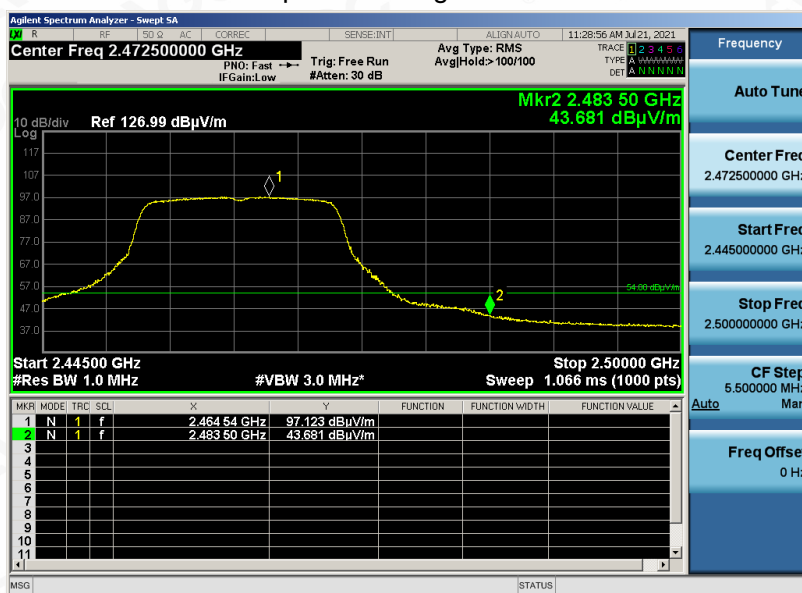 Agilent Spectrum Analyzer - Swept SA
LXI R RF 50 Ω AC CORREC SENSE:INT ALIGN AUTO 11:28:56 AM Jul 21, 2021
Center Freq 2.472500000 GHz
PNO: Fast
IFGain:Low
Trig: Free Run
#Atten: 30 dB
Avg Type: RMS
Avg|Hold:>100/100
TRACE 1 2 3 4 5 6
TYPE A WWWWW
DET A N N N N N
Mkr2 2.483 50 GHz
43.681 dBµV/m
10 dB/div Ref 126.99 dBµV/m
Log
117
107
97.0
87.0
77.0
67.0
57.0
47.0
37.0
1
54.00 dBµV/m
2
Start 2.44500 GHz Stop 2.50000 GHz
#Res BW 1.0 MHz #VBW 3.0 MHz* Sweep 1.066 ms (1000 pts)
MKR MODE TRC SCL X Y FUNCTION FUNCTION WIDTH FUNCTION VALUE
1 N 1 f 2.464 54 GHz 97.123 dBµV/m
2 N 1 f 2.483 50 GHz 43.681 dBµV/m
3
4
5
6
7
8
9
10
11
MSG STATUS
Frequency
Auto Tune
Center Freq
2.472500000 GHz
Start Freq
2.445000000 GHz
Stop Freq
2.500000000 GHz
CF Step
5.500000 MHz
Auto Man
Freq Offset
0 Hz